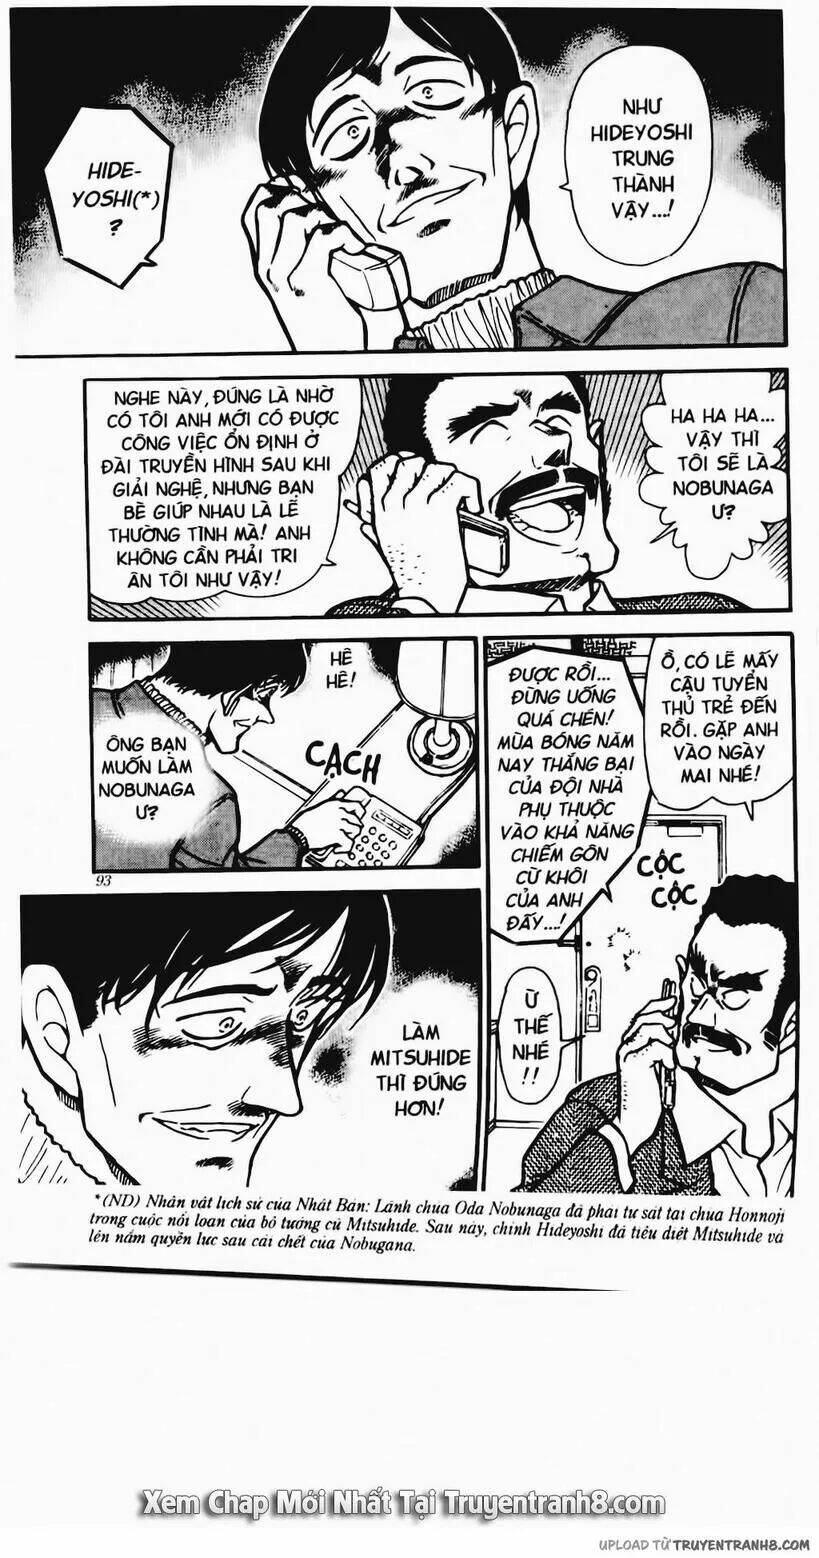 NHƯ
HIDEYOSHI
TRUNG
THÀNH
VẬY...!
HIDE-
YOSHI(*)
?
HA HA HA...
VẬY THÌ
TÔI SẼ LÀ
NOBUNAGA
Ư?
NGHE NÀY, ĐÚNG LÀ NHỜ
CÓ TÔI ANH MỚI CÓ ĐƯỢC
CÔNG VIỆC ỔN ĐỊNH Ở
ĐÀI TRUYỀN HÌNH SAU KHI
GIẢI NGHỆ, NHƯNG BẠN
BÈ GIÚP NHAU LÀ LẼ
THƯỜNG TÌNH MÀ! ANH
KHÔNG CẦN PHẢI TRI
ÂN TÔI NHƯ VẬY!
Ồ, CÓ LẼ MẤY
CẬU TUYỂN
THỦ TRẺ ĐẾN
RỒI. GẶP ANH
VÀO NGÀY
MAI NHÉ!
ĐƯỢC RỒI...
ĐỪNG UỐNG
QUÁ CHÉN!
MÙA BÓNG NĂM
NAY THẮNG BẠI
CỦA ĐỘI NHÀ
PHỤ THUỘC
VÀO KHẢ NĂNG
CHIẾM GÔN
CỪ KHÔI
CỦA ANH
ĐẤY...!
CỘC
CỘC
Ừ
THẾ
NHÉ
!!
HÊ
HÊ!
CẠCH
ÔNG BẠN
MUỐN LÀM
NOBUNAGA
Ư?
93
LÀM
MITSUHIDE
THÌ ĐÚNG
HƠN!
*(ND) Nhân vật lịch sử của Nhật Bản: Lãnh chúa Oda Nobunaga đã phải tự sát tại chùa Honnoji
trong cuộc nổi loạn của bộ tướng cũ Mitsuhide. Sau này, chính Hideyoshi đã tiêu diệt Mitsuhide và
lên nắm quyền lực sau cái chết của Nobugana.
Xem Chap Mới Nhất Tại Truyentranh8.com
UPLOAD TỪ TRUYENTRANH8.COM